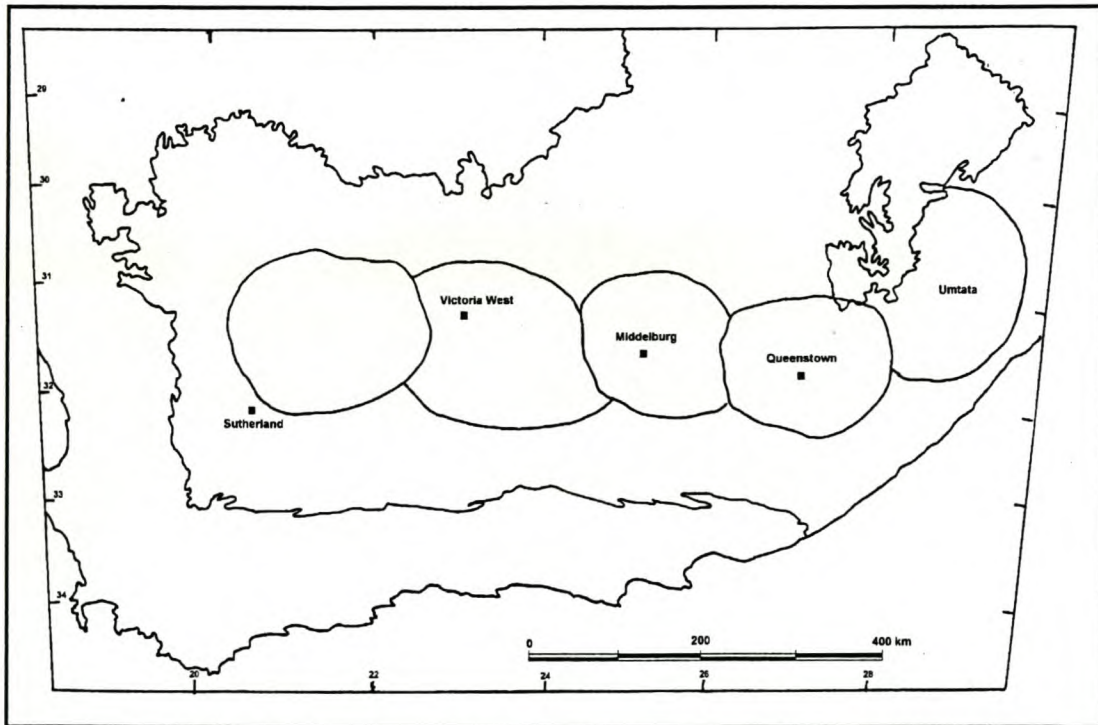 29
30
31
32
33
34
Victoria West
Middelburg
Queenstown
Umtata
Sutherland
0 200 400 km
20 22 24 26 28